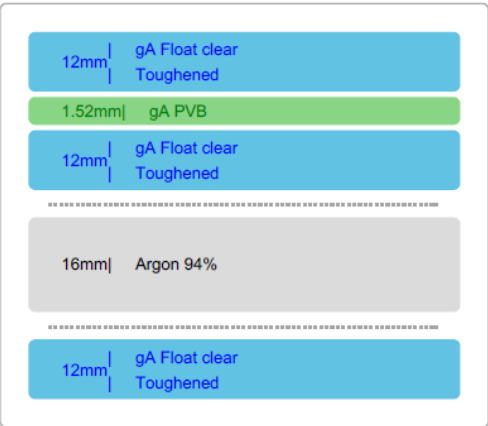 12mm| gA Float clear
| Toughened
1.52mm| gA PVB
12mm| gA Float clear
| Toughened
16mm| Argon 94%
12mm| gA Float clear
| Toughened